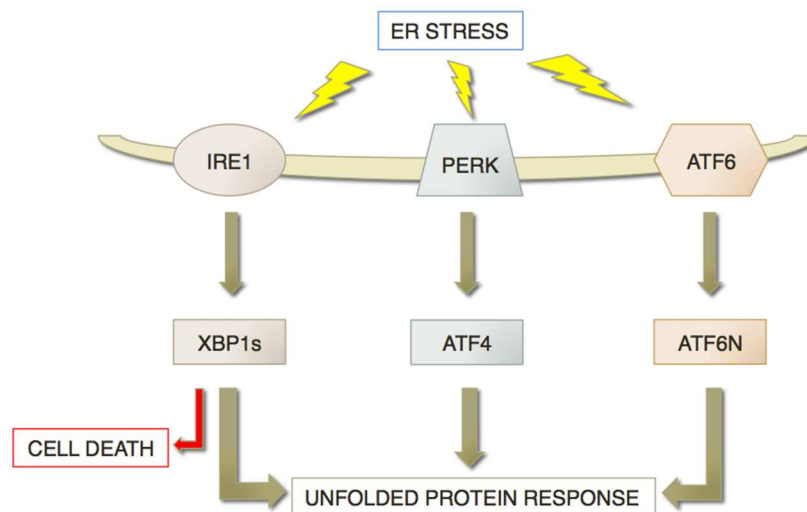 ER STRESS
IRE1
PERK
ATF6
XBP1s
ATF4
ATF6N
CELL DEATH
UNFOLDED PROTEIN RESPONSE